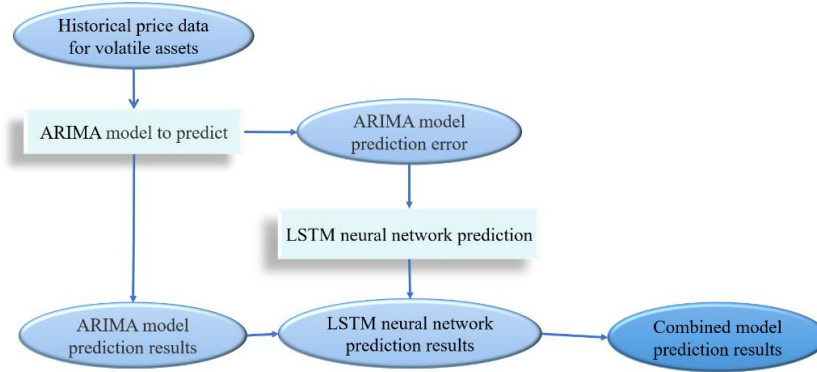 Historical price data
for volatile assets
ARIMA model to predict
ARIMA model
prediction error
LSTM neural network prediction
ARIMA model
prediction results
LSTM neural network
prediction results
Combined model
prediction results